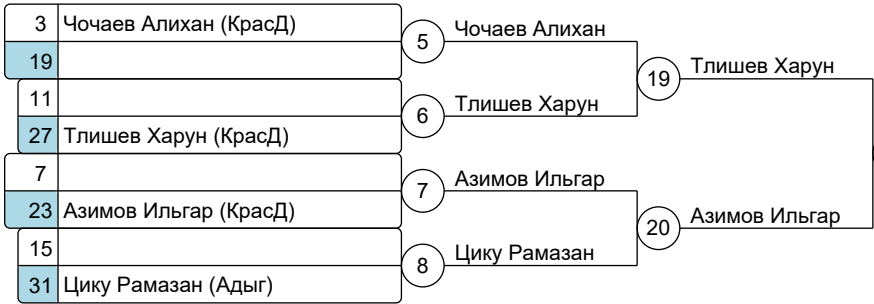 3 Чочаев Алихан (КрасД)
19
5 Чочаев Алихан
11
27 Тлишев Харун (КрасД)
6 Тлишев Харун
19 Тлишев Харун
7
23 Азимов Ильгар (КрасД)
7 Азимов Ильгар
15
31 Цику Рамазан (Адыг)
8 Цику Рамазан
20 Азимов Ильгар